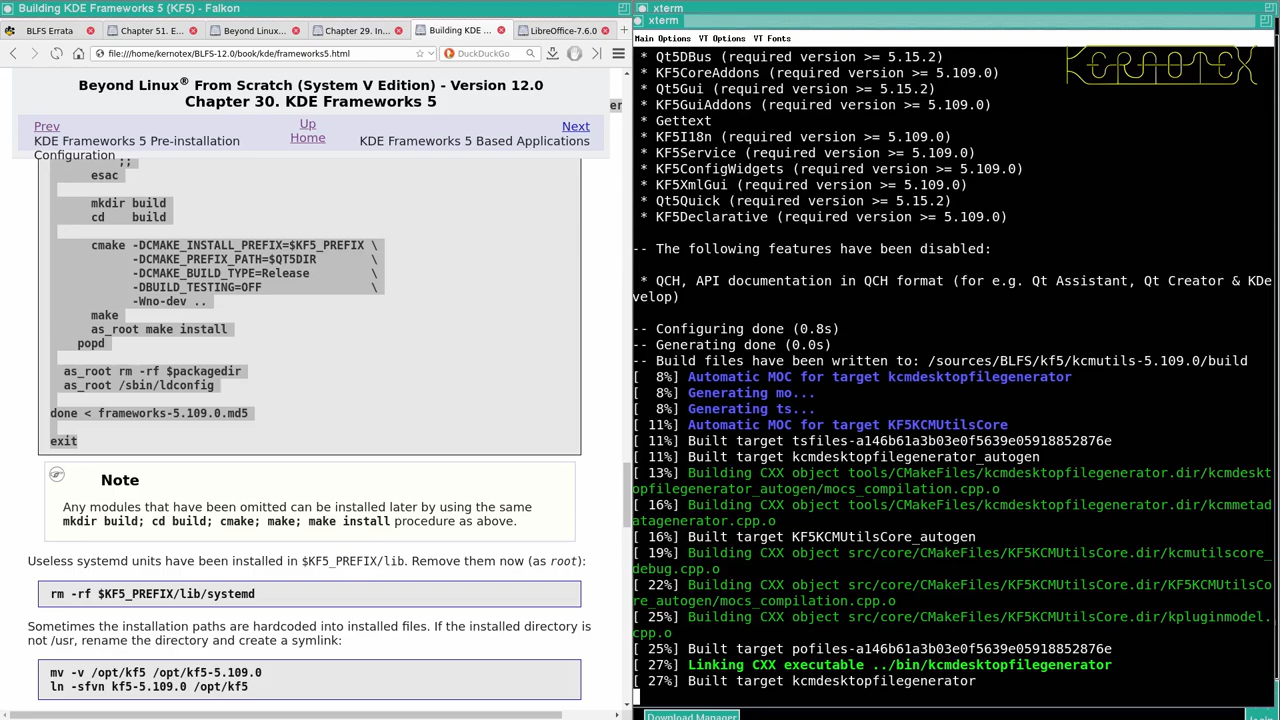 Building KDE Frameworks 5 (KF5) - Falkon
BLFS Errata
Chapter 51. E...
Beyond Linux...
Chapter 29. In...
Building KDE ...
LibreOffice-7.6.0
file:///home/kernotex/BLFS-12.0/book/kde/frameworks5.html
DuckDuckGo
Beyond Linux® From Scratch (System V Edition) - Version 12.0
Chapter 30. KDE Frameworks 5
er
Prev
KDE Frameworks 5 Pre-installation
Configuration
Up
Home
Next
KDE Frameworks 5 Based Applications
;;
esac
mkdir build
cd    build
cmake -DCMAKE_INSTALL_PREFIX=$KF5_PREFIX \
-DCMAKE_PREFIX_PATH=$QT5DIR        \
-DCMAKE_BUILD_TYPE=Release         \
-DBUILD_TESTING=OFF                \
-Wno-dev ..
make
as_root make install
popd
as_root rm -rf $packagedir
as_root /sbin/ldconfig
done < frameworks-5.109.0.md5
exit
Note
Any modules that have been omitted can be installed later by using the same
mkdir build; cd build; cmake; make; make install procedure as above.
Useless systemd units have been installed in $KF5_PREFIX/lib. Remove them now (as root):
rm -rf $KF5_PREFIX/lib/systemd
Sometimes the installation paths are hardcoded into installed files. If the installed directory is
not /usr, rename the directory and create a symlink:
mv -v /opt/kf5 /opt/kf5-5.109.0
ln -sfvn kf5-5.109.0 /opt/kf5
xterm
xterm
Main Options  VT Options  VT Fonts
KERNOTEX
* Qt5DBus (required version >= 5.15.2)
* KF5CoreAddons (required version >= 5.109.0)
* Qt5Gui (required version >= 5.15.2)
* KF5GuiAddons (required version >= 5.109.0)
* Gettext
* KF5I18n (required version >= 5.109.0)
* KF5Service (required version >= 5.109.0)
* KF5ConfigWidgets (required version >= 5.109.0)
* KF5XmlGui (required version >= 5.109.0)
* Qt5Quick (required version >= 5.15.2)
* KF5Declarative (required version >= 5.109.0)
-- The following features have been disabled:
* QCH, API documentation in QCH format (for e.g. Qt Assistant, Qt Creator & KDe
velop)
-- Configuring done (0.8s)
-- Generating done (0.0s)
-- Build files have been written to: /sources/BLFS/kf5/kcmutils-5.109.0/build
[  8%] Automatic MOC for target kcmdesktopfilegenerator
[  8%] Generating mo...
[  8%] Generating ts...
[ 11%] Automatic MOC for target KF5KCMUtilsCore
[ 11%] Built target tsfiles-a146b61a3b03e0f5639e05918852876e
[ 11%] Built target kcmdesktopfilegenerator_autogen
[ 13%] Building CXX object tools/CMakeFiles/kcmdesktopfilegenerator.dir/kcmdeskt
opfilegenerator_autogen/mocs_compilation.cpp.o
[ 16%] Building CXX object tools/CMakeFiles/kcmdesktopfilegenerator.dir/kcmmetad
atagenerator.cpp.o
[ 16%] Built target KF5KCMUtilsCore_autogen
[ 19%] Building CXX object src/core/CMakeFiles/KF5KCMUtilsCore.dir/kcmutilscore_
debug.cpp.o
[ 22%] Building CXX object src/core/CMakeFiles/KF5KCMUtilsCore.dir/KF5KCMUtilsCo
re_autogen/mocs_compilation.cpp.o
[ 25%] Building CXX object src/core/CMakeFiles/KF5KCMUtilsCore.dir/kpluginmodel.
cpp.o
[ 25%] Built target pofiles-a146b61a3b03e0f5639e05918852876e
[ 27%] Linking CXX executable ../bin/kcmdesktopfilegenerator
[ 27%] Built target kcmdesktopfilegenerator
Download Manager